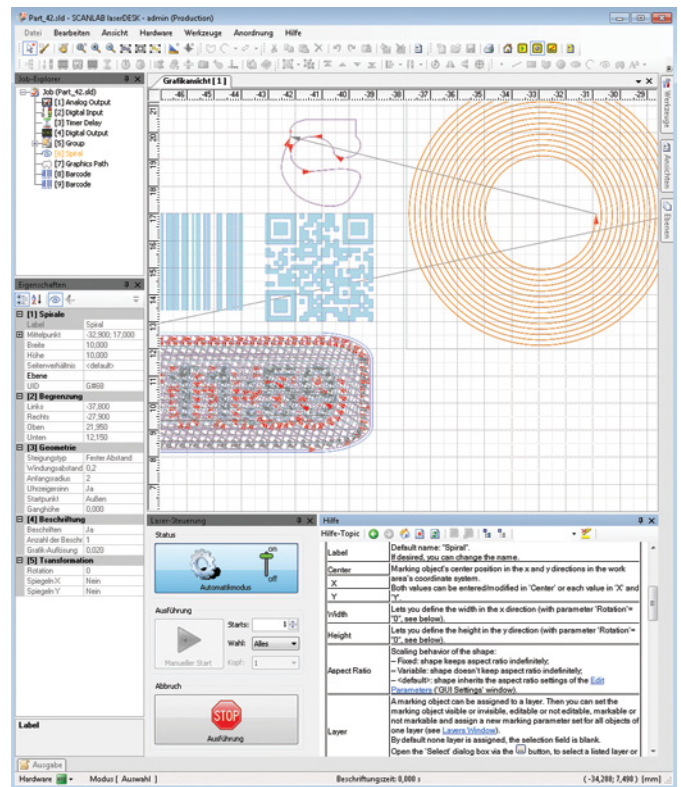 Part_42.sld - SCANLAB laserDESK - admin (Production)
Datei Bearbeiten Ansicht Hardware Werkzeuge Anordnung Hilfe
Job-Explorer
Job (Part_42.sld)
[1] Analog Output
[2] Digital Input
[3] Timer Delay
[4] Digital Output
[5] Group
[6] Spiral
[7] Graphics Path
[8] Barcode
[9] Barcode
Grafikansicht [ 1 ]
-46 -45 -44 -43 -42 -41 -40 -39 -38 -37 -36 -35 -34 -33 -32 -31 -30 -29
21
20
19
18
17
16
15
14
13
12
11
10
9
8
7
Werkzeuge
Ansichten
Ebenen
Eigenschaften
[1] Spirale
Label Spiral
Mittelpunkt -32,900; 17,000
Breite 10,000
Höhe 10,000
Seitenverhältnis <default>
Ebene
UID G#68
[2] Begrenzung
Links -37,800
Rechts -27,900
Oben 21,950
Unten 12,150
[3] Geometrie
Steigungstyp Fester Abstand
Windungsabstand 0,2
Anfangsradius 2
Uhrzeigersinn Ja
Startpunkt Außen
Ganghöhe 0,000
[4] Beschriftung
Beschriften Ja
Anzahl der Beschr 1
Grafik-Auflösung 0,020
[5] Transformation
Rotation 0
Spiegeln X Nein
Spiegeln Y Nein
Label
Laser-Steuerung
Status
on
off
Automatikmodus
Ausführung
Starts: 1
Wahl: Alles
Kopf: 1
Manueller Start
Abbruch
STOP
Ausführung
Hilfe
Hilfe-Topic
Label Default name: "Spiral".
If desired, you can change the name.
Center Marking object's center position in the x and y directions in the work
area's coordinate system.
X Both values can be entered/modified in 'Center' or each value in 'X' and
Y 'Y'.
Width Lets you define the width in the x direction (with parameter 'Rotation'=
"0", see below).
Height Lets you define the height in the y direction (with parameter 'Rotation'=
"0", see below).
Aspect Ratio Scaling behavior of the shape:
– Fixed: shape keeps aspect ratio indefinitely;
– Variable: shape doesn't keep aspect ratio indefinitely;
– <default>: shape inherits the aspect ratio settings of the Edit
Parameters ('GUI Settings' window).
Layer A marking object can be assigned to a layer. Then you can set the
marking object visible or invisible, editable or not editable, markable or
not markable and assign a new marking parameter set for all objects of
one layer (see Layers Window).
By default none layer is assigned, the selection field is blank.
Open the 'Select' dialog box via the button, to select a listed layer or
Ausgabe
Hardware Modus [ Auswahl ] Beschriftungszeit: 0,000 s (-34,208; 7,498) [mm]